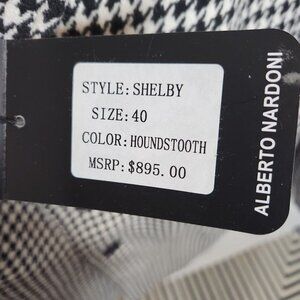 STYLE: SHELBY
SIZE: 40
COLOR: HOUNDSTOOTH
MSRP: $895.00
ALBERTO NARDONI